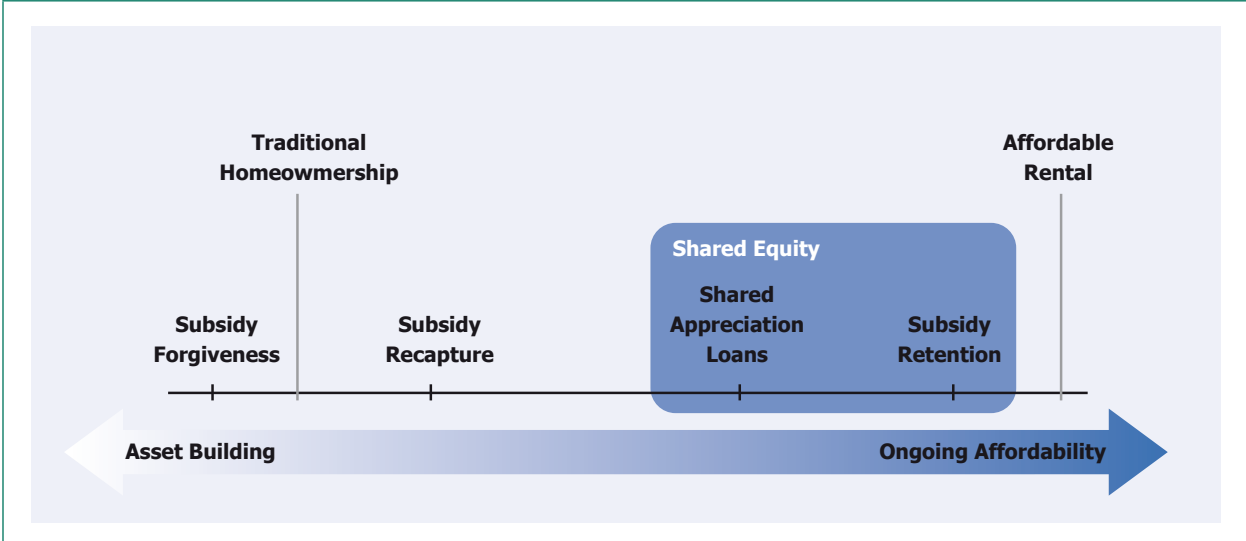 Traditional
Homeowmership
Affordable
Rental
Shared Equity
Subsidy
Forgiveness
Subsidy
Recapture
Shared
Appreciation
Loans
Subsidy
Retention
Asset Building
Ongoing Affordability